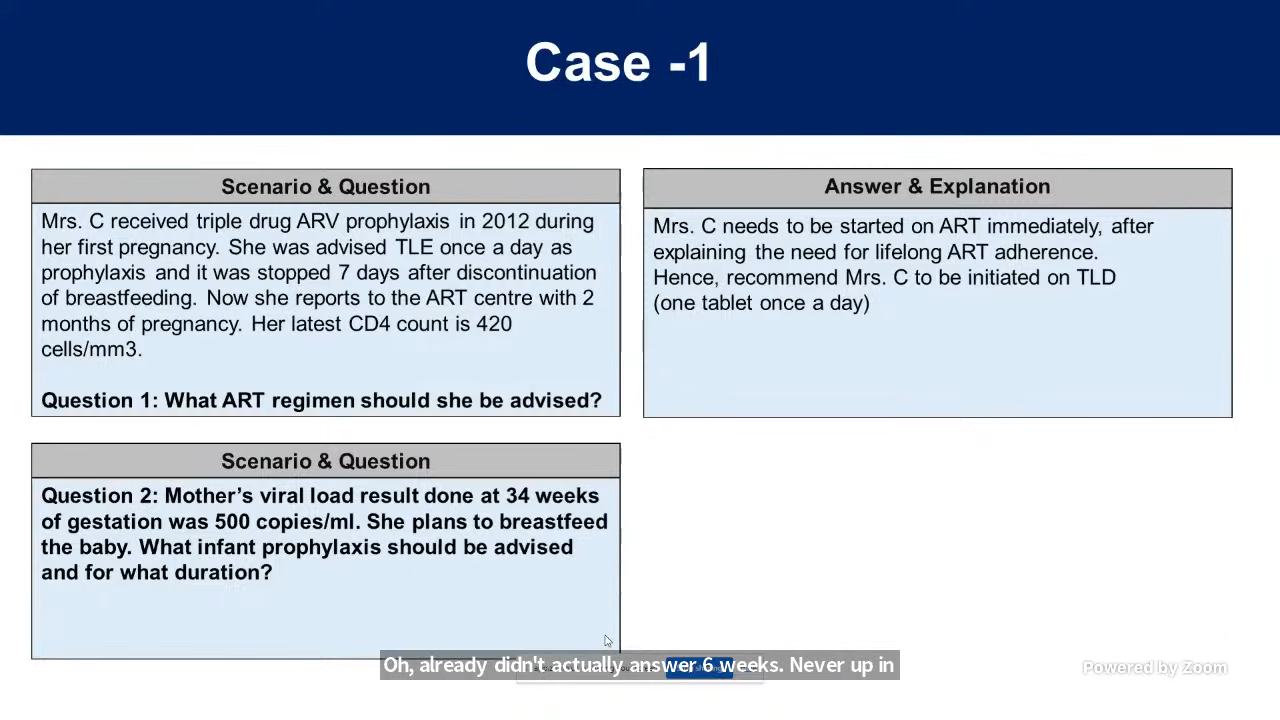 Case -1
Scenario & Question
Mrs. C received triple drug ARV prophylaxis in 2012 during
her first pregnancy. She was advised TLE once a day as
prophylaxis and it was stopped 7 days after discontinuation
of breastfeeding. Now she reports to the ART centre with 2
months of pregnancy. Her latest CD4 count is 420
cells/mm3.
Question 1: What ART regimen should she be advised?
Answer & Explanation
Mrs. C needs to be started on ART immediately, after
explaining the need for lifelong ART adherence.
Hence, recommend Mrs. C to be initiated on TLD
(one tablet once a day)
Scenario & Question
Question 2: Mother's viral load result done at 34 weeks
of gestation was 500 copies/ml. She plans to breastfeed
the baby. What infant prophylaxis should be advised
and for what duration?
Oh, already didn't actually answer 6 weeks. Never up in
Powered by Zoom